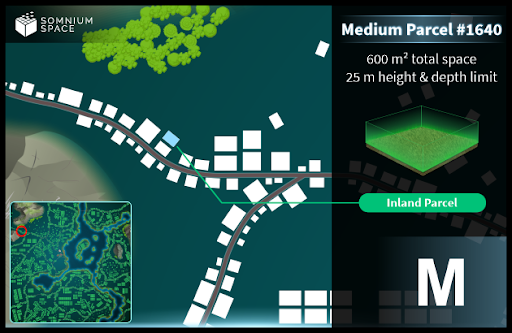 SOMNIUM
SPACE
Medium Parcel #1640
600 m² total space
25 m height & depth limit
Inland Parcel
M